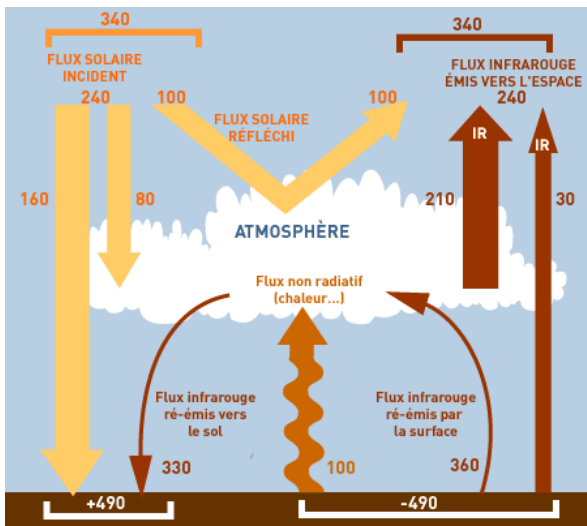 340
FLUX SOLAIRE
INCIDENT
240
100
FLUX SOLAIRE
RÉFLÉCHI
100
340
FLUX INFRAROUGE
ÉMIS VERS L'ESPACE
240
IR
IR
160
80
210
30
ATMOSPHÈRE
Flux non radiatif
(chaleur...)
Flux infrarouge
ré-émis vers
le sol
330
100
Flux infrarouge
ré-émis par
la surface
360
+490
-490